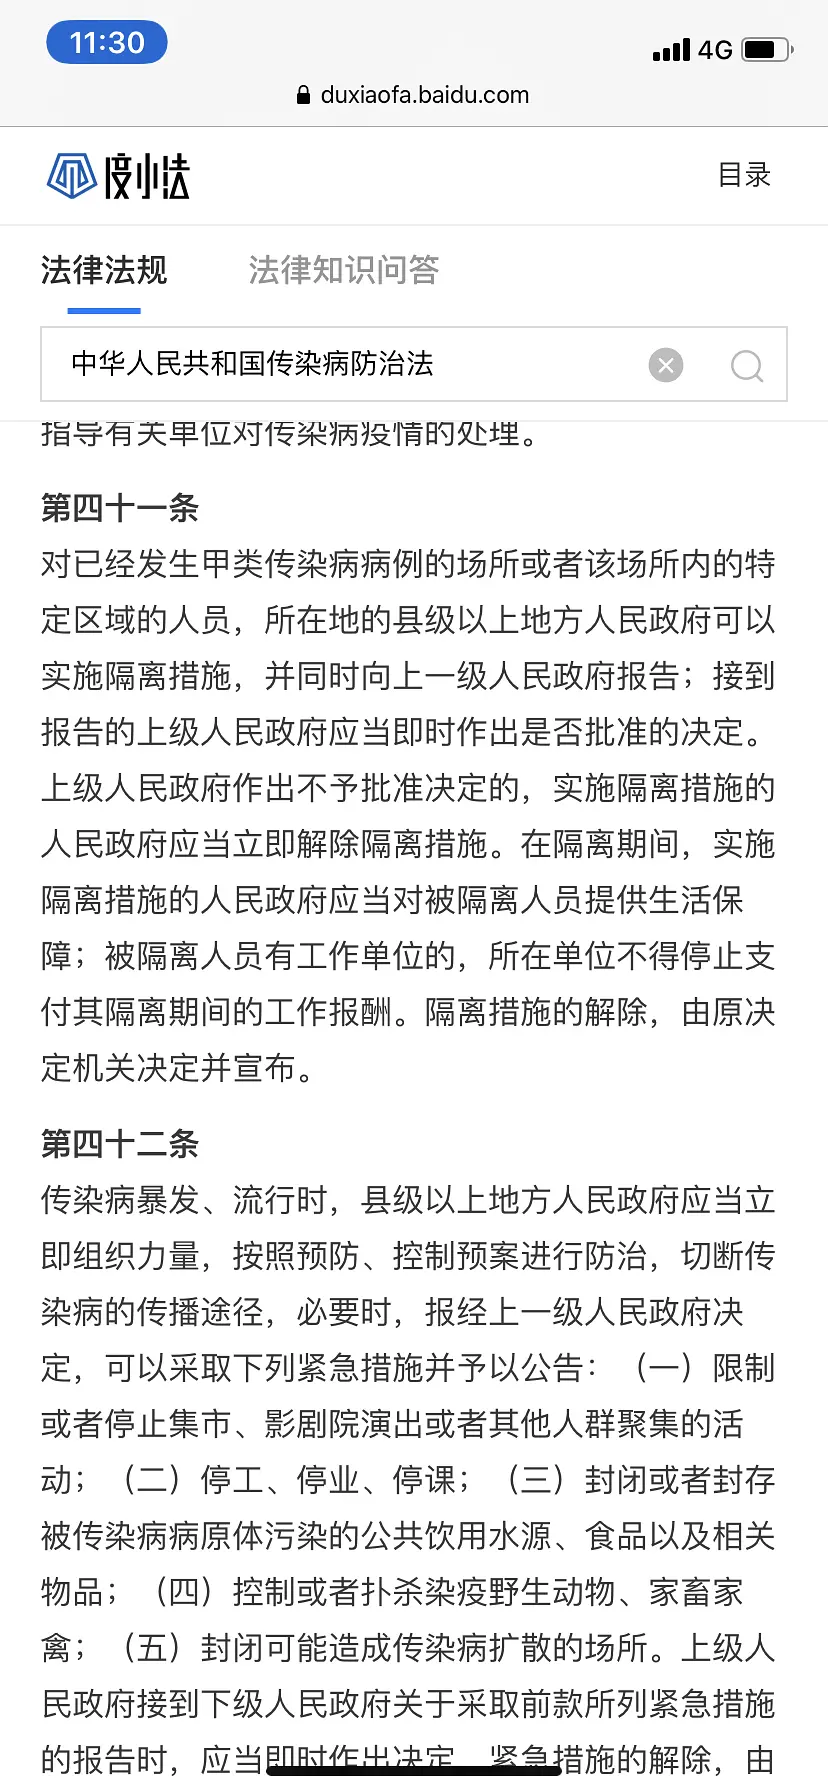 11:30
4G
duxiaofa.baidu.com
度小法
目录
法律法规
法律知识问答
中华人民共和国传染病防治法
指导有关单位对传染病疫情的处理。
第四十一条
对已经发生甲类传染病病例的场所或者该场所内的特
定区域的人员，所在地的县级以上地方人民政府可以
实施隔离措施，并同时向上一级人民政府报告；接到
报告的上级人民政府应当即时作出是否批准的决定。
上级人民政府作出不予批准决定的，实施隔离措施的
人民政府应当立即解除隔离措施。在隔离期间，实施
隔离措施的人民政府应当对被隔离人员提供生活保
障；被隔离人员有工作单位的，所在单位不得停止支
付其隔离期间的工作报酬。隔离措施的解除，由原决
定机关决定并宣布。
第四十二条
传染病暴发、流行时，县级以上地方人民政府应当立
即组织力量，按照预防、控制预案进行防治，切断传
染病的传播途径，必要时，报经上一级人民政府决
定，可以采取下列紧急措施并予以公告：（一）限制
或者停止集市、影剧院演出或者其他人群聚集的活
动；（二）停工、停业、停课；（三）封闭或者封存
被传染病病原体污染的公共饮用水源、食品以及相关
物品；（四）控制或者扑杀染疫野生动物、家畜家
禽；（五）封闭可能造成传染病扩散的场所。上级人
民政府接到下级人民政府关于采取前款所列紧急措施
的报告时，应当即时作出决定。紧急措施的解除，由